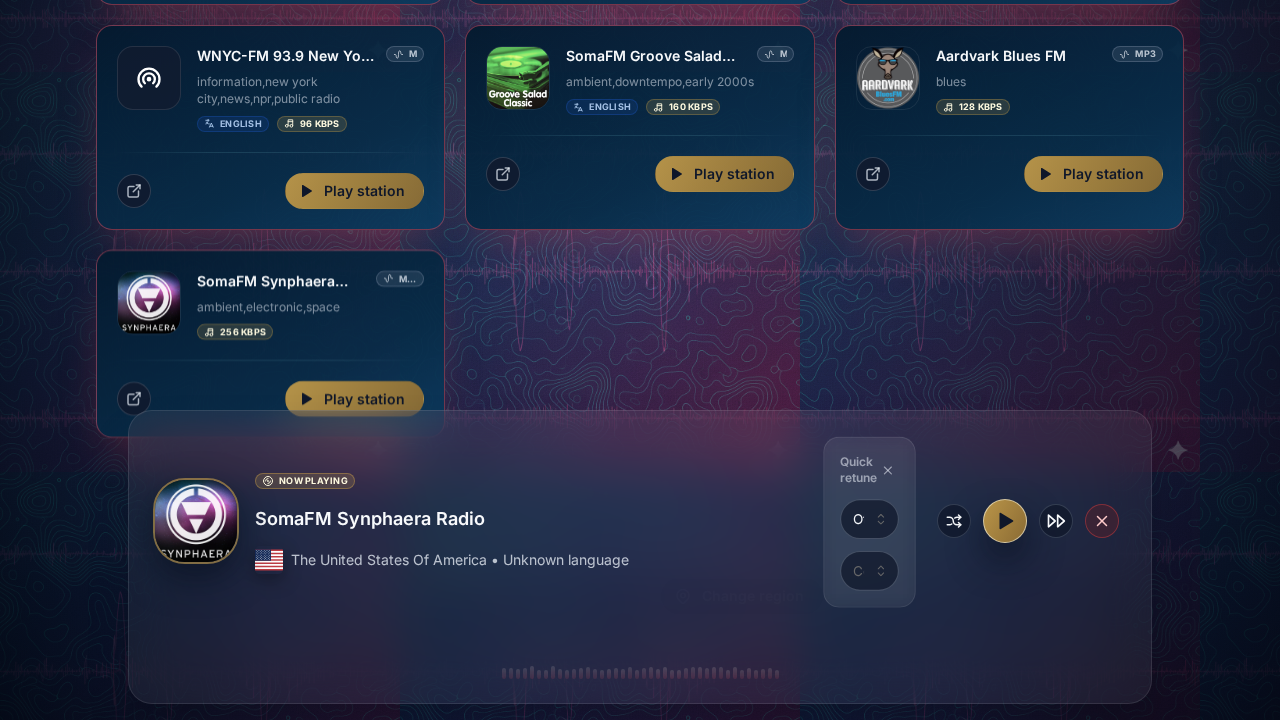 WNYC-FM 93.9 New Yo...
M
information,new york
city,news,npr,public radio
ENGLISH
96 KBPS
Play station
Groove Salad
Classic
SomaFM Groove Salad...
M
ambient,downtempo,early 2000s
ENGLISH
160 KBPS
Play station
AARDVARK
BluesFM
.com
Aardvark Blues FM
MP3
blues
128 KBPS
Play station
SYNPHAERA
SomaFM Synphaera...
M...
ambient,electronic,space
256 KBPS
Play station
SYNPHAERA
NOW PLAYING
SomaFM Synphaera Radio
The United States Of America • Unknown language
Quick
retune
O
C
Change region